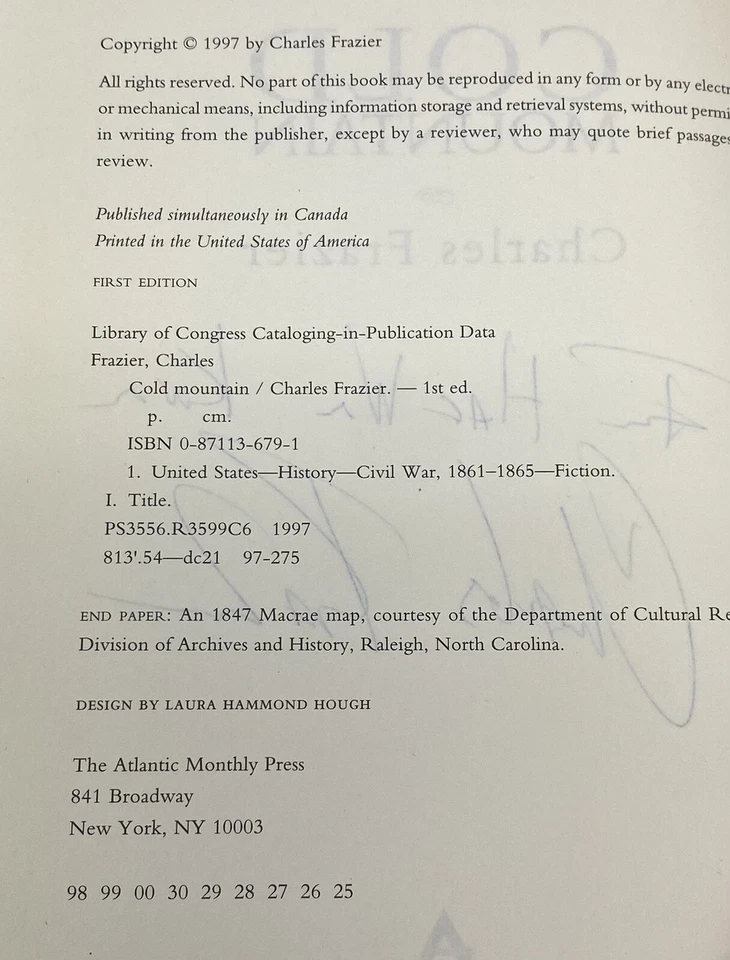 Copyright © 1997 by Charles Frazier
All rights reserved. No part of this book may be reproduced in any form or by any electr
or mechanical means, including information storage and retrieval systems, without permi
in writing from the publisher, except by a reviewer, who may quote brief passages
review.
Published simultaneously in Canada
Printed in the United States of America
FIRST EDITION
Library of Congress Cataloging-in-Publication Data
Frazier, Charles
Cold mountain / Charles Frazier. — 1st ed.
p. cm.
ISBN 0-87113-679-1
1. United States—History—Civil War, 1861–1865—Fiction.
I. Title.
PS3556.R3599C6 1997
813'.54—dc21 97-275
END PAPER: An 1847 Macrae map, courtesy of the Department of Cultural Re
Division of Archives and History, Raleigh, North Carolina.
DESIGN BY LAURA HAMMOND HOUGH
The Atlantic Monthly Press
841 Broadway
New York, NY 10003
98 99 00 30 29 28 27 26 25
COLD
MOUNTAIN
Charles Frazier